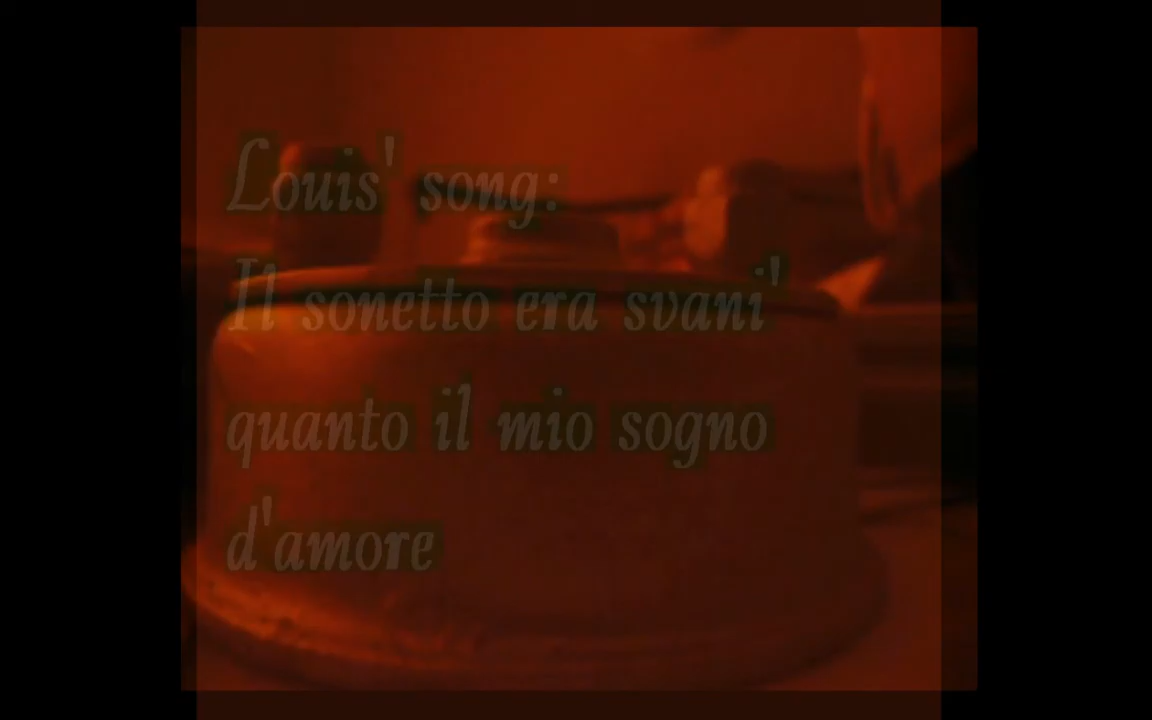 Louis' song:
Il sonetto era svani'
quanto il mio sogno
d'amore